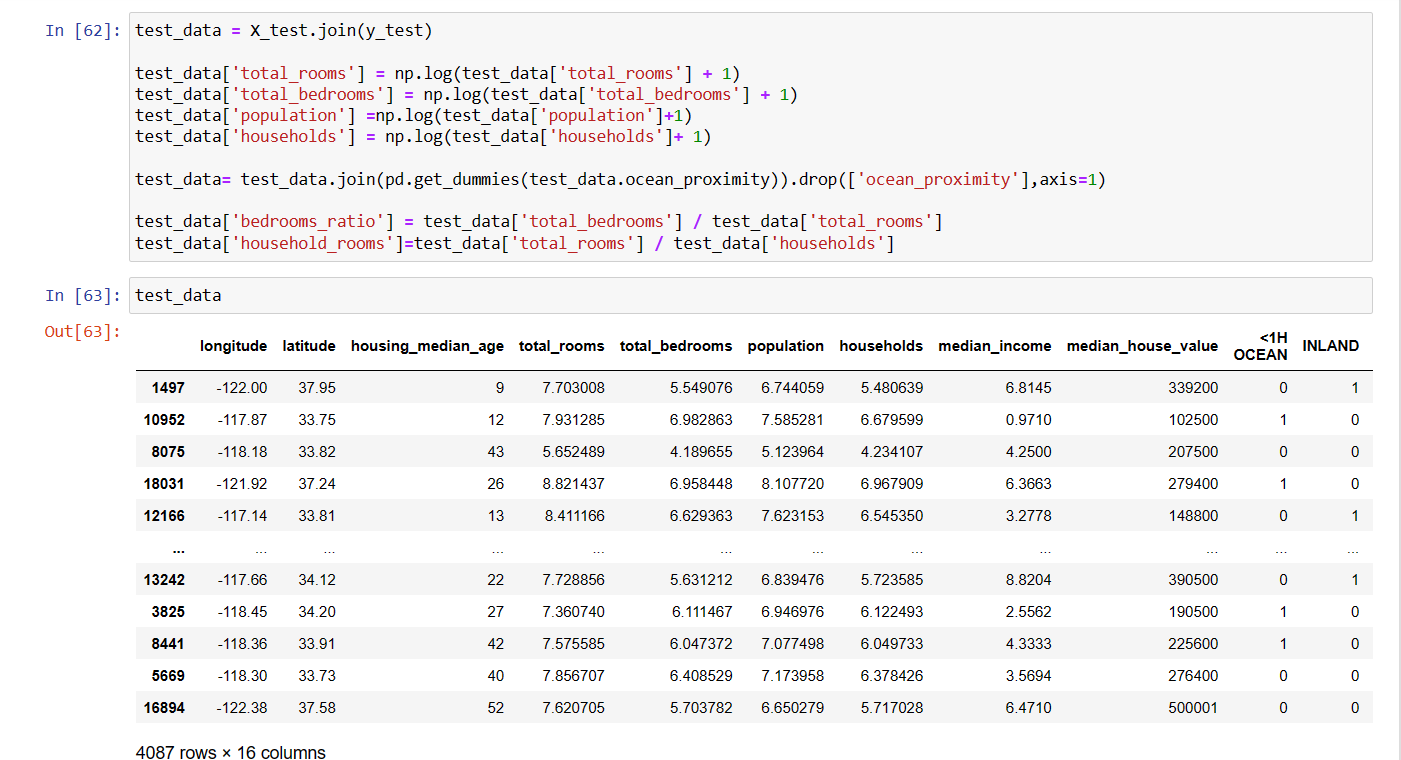 In [62]: test_data = X_test.join(y_test)
test_data['total_rooms'] = np.log(test_data['total_rooms'] + 1)
test_data['total_bedrooms'] = np.log(test_data['total_bedrooms'] + 1)
test_data['population'] =np.log(test_data['population']+1)
test_data['households'] = np.log(test_data['households']+ 1)
test_data= test_data.join(pd.get_dummies(test_data.ocean_proximity)).drop(['ocean_proximity'],axis=1)
test_data['bedrooms_ratio'] = test_data['total_bedrooms'] / test_data['total_rooms']
test_data['household_rooms']=test_data['total_rooms'] / test_data['households']
In [63]: test_data
Out[63]:
longitude latitude housing_median_age total_rooms total_bedrooms population households median_income median_house_value <1H OCEAN INLAND
1497 -122.00 37.95 9 7.703008 5.549076 6.744059 5.480639 6.8145 339200 0 1
10952 -117.87 33.75 12 7.931285 6.982863 7.585281 6.679599 0.9710 102500 1 0
8075 -118.18 33.82 43 5.652489 4.189655 5.123964 4.234107 4.2500 207500 0 0
18031 -121.92 37.24 26 8.821437 6.958448 8.107720 6.967909 6.3663 279400 1 0
12166 -117.14 33.81 13 8.411166 6.629363 7.623153 6.545350 3.2778 148800 0 1
... ... ... ... ... ... ... ... ... ... ... ...
13242 -117.66 34.12 22 7.728856 5.631212 6.839476 5.723585 8.8204 390500 0 1
3825 -118.45 34.20 27 7.360740 6.111467 6.946976 6.122493 2.5562 190500 1 0
8441 -118.36 33.91 42 7.575585 6.047372 7.077498 6.049733 4.3333 225600 1 0
5669 -118.30 33.73 40 7.856707 6.408529 7.173958 6.378426 3.5694 276400 0 0
16894 -122.38 37.58 52 7.620705 5.703782 6.650279 5.717028 6.4710 500001 0 0
4087 rows × 16 columns